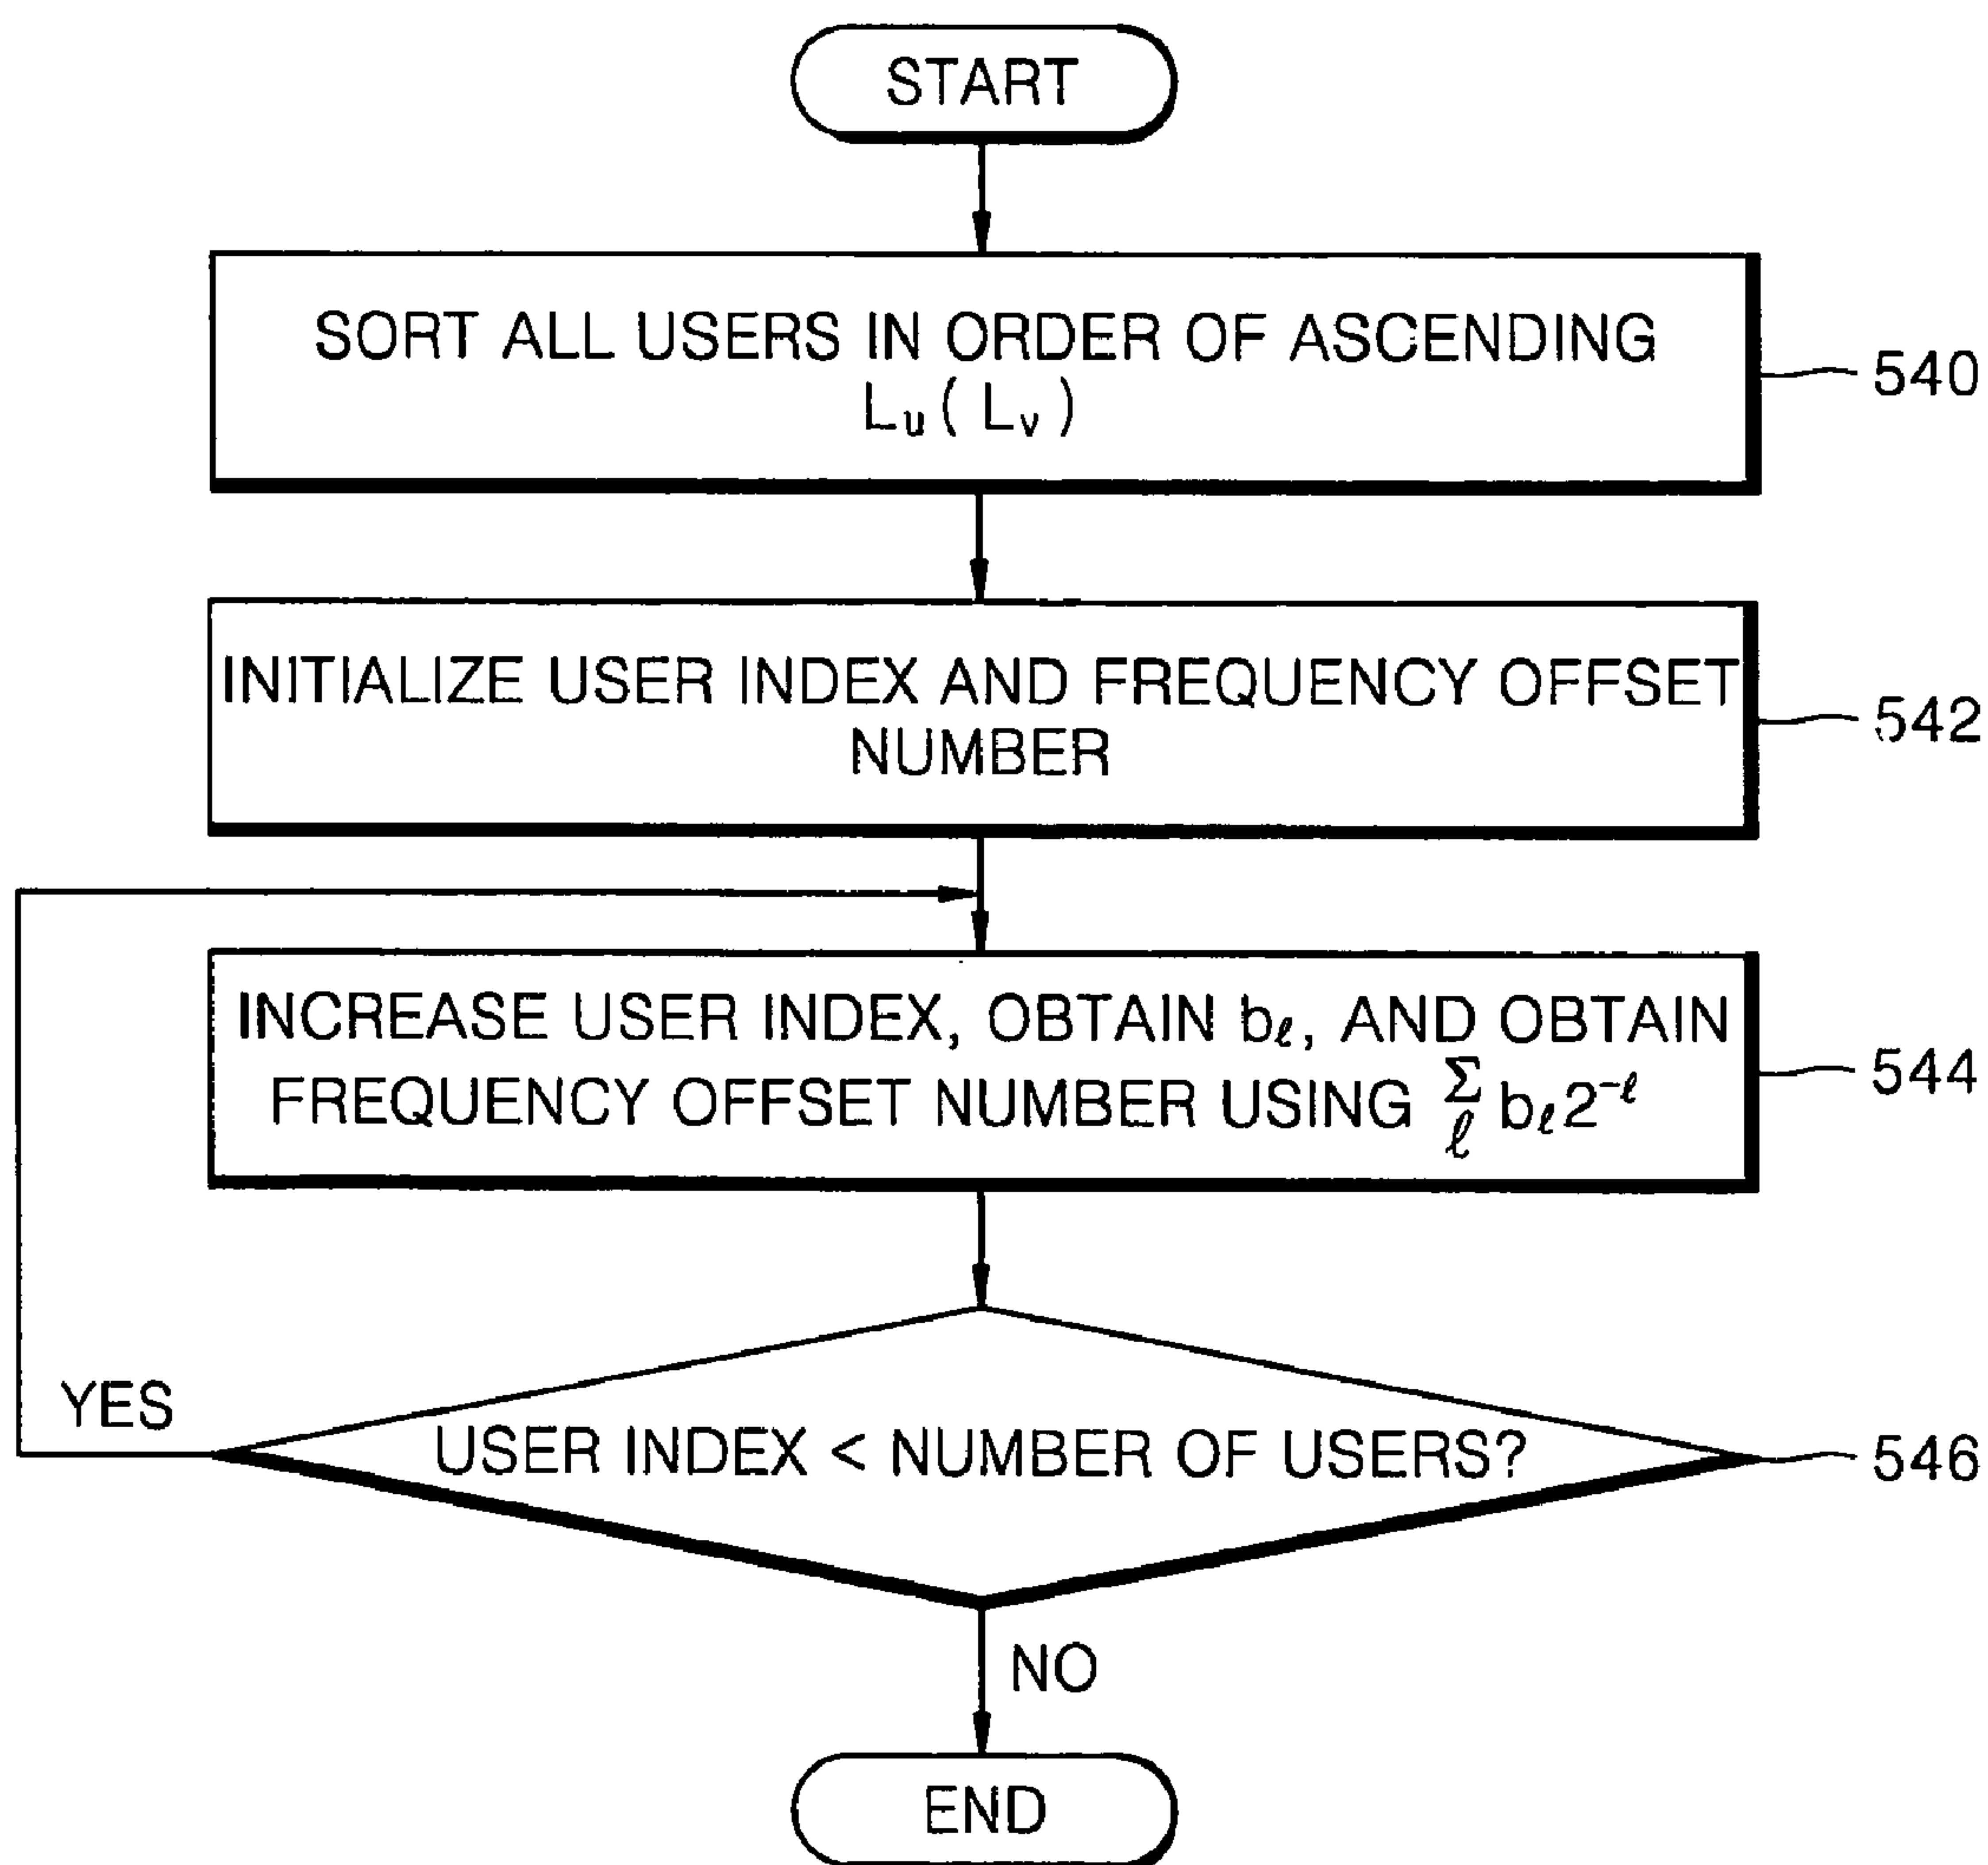 START
SORT ALL USERS IN ORDER OF ASCENDING
Lu ( Lv )
540
INITIALIZE USER INDEX AND FREQUENCY OFFSET
NUMBER
542
INCREASE USER INDEX, OBTAIN bℓ, AND OBTAIN
FREQUENCY OFFSET NUMBER USING Σℓ bℓ2^-ℓ
544
YES
USER INDEX < NUMBER OF USERS?
546
NO
END